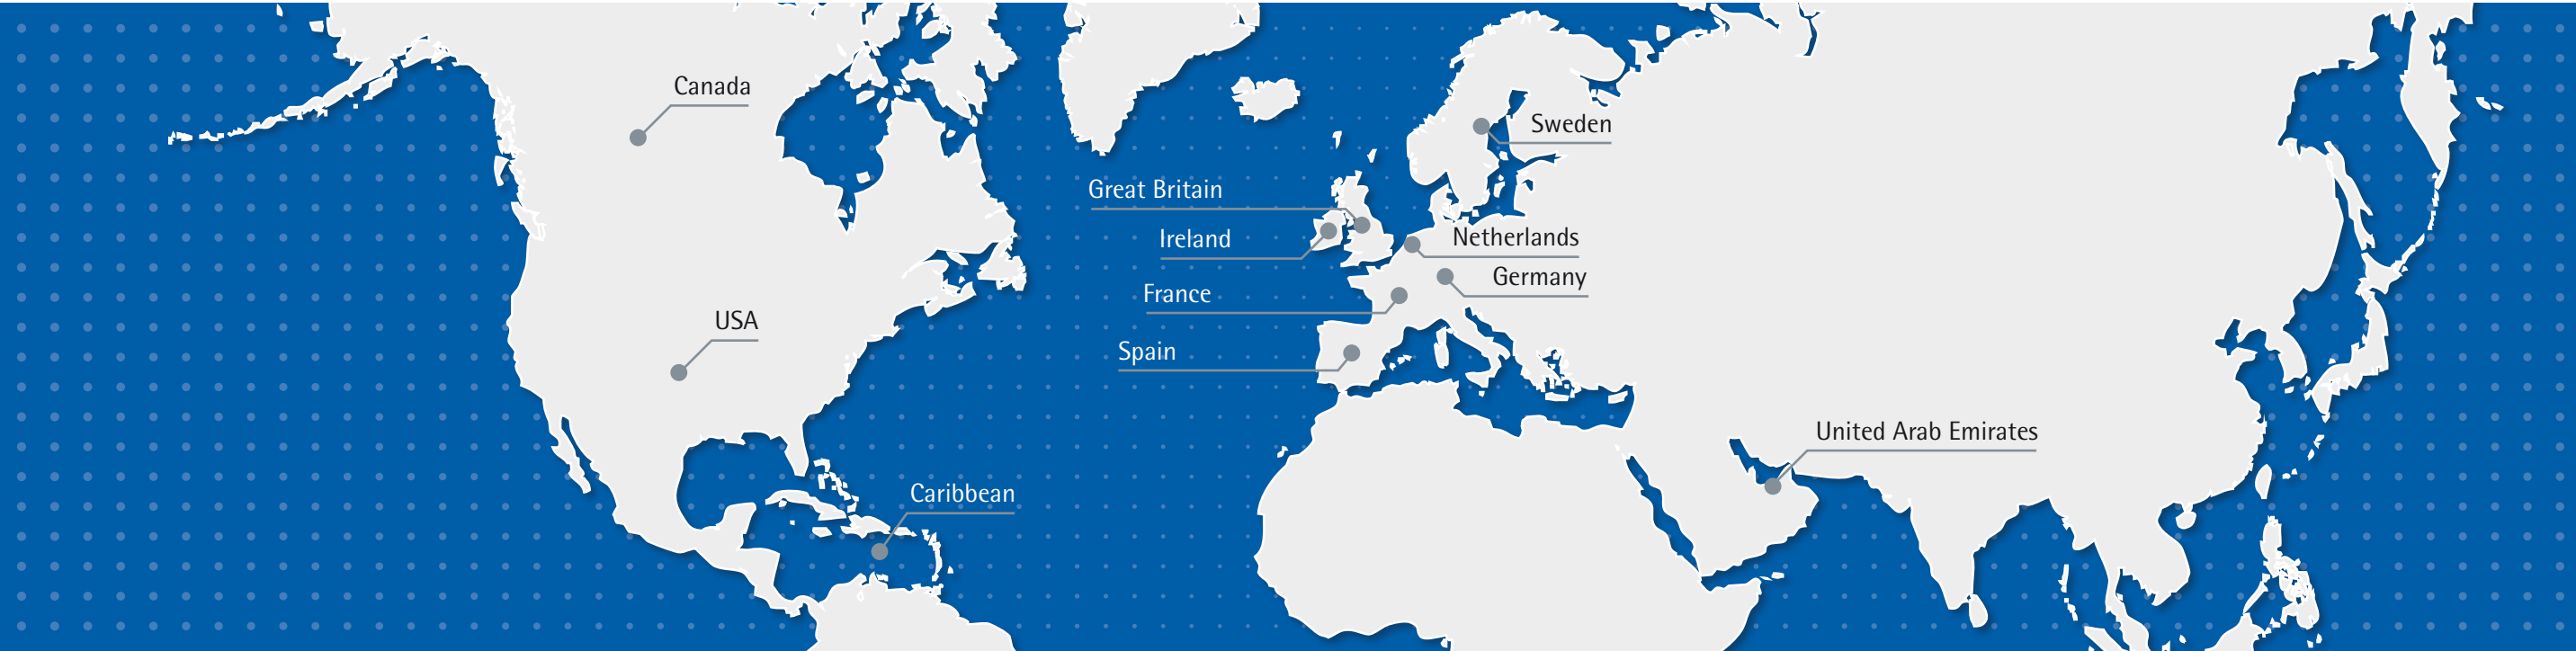 Canada
Sweden
Great Britain
Ireland
Netherlands
Germany
France
USA
Spain
United Arab Emirates
Caribbean